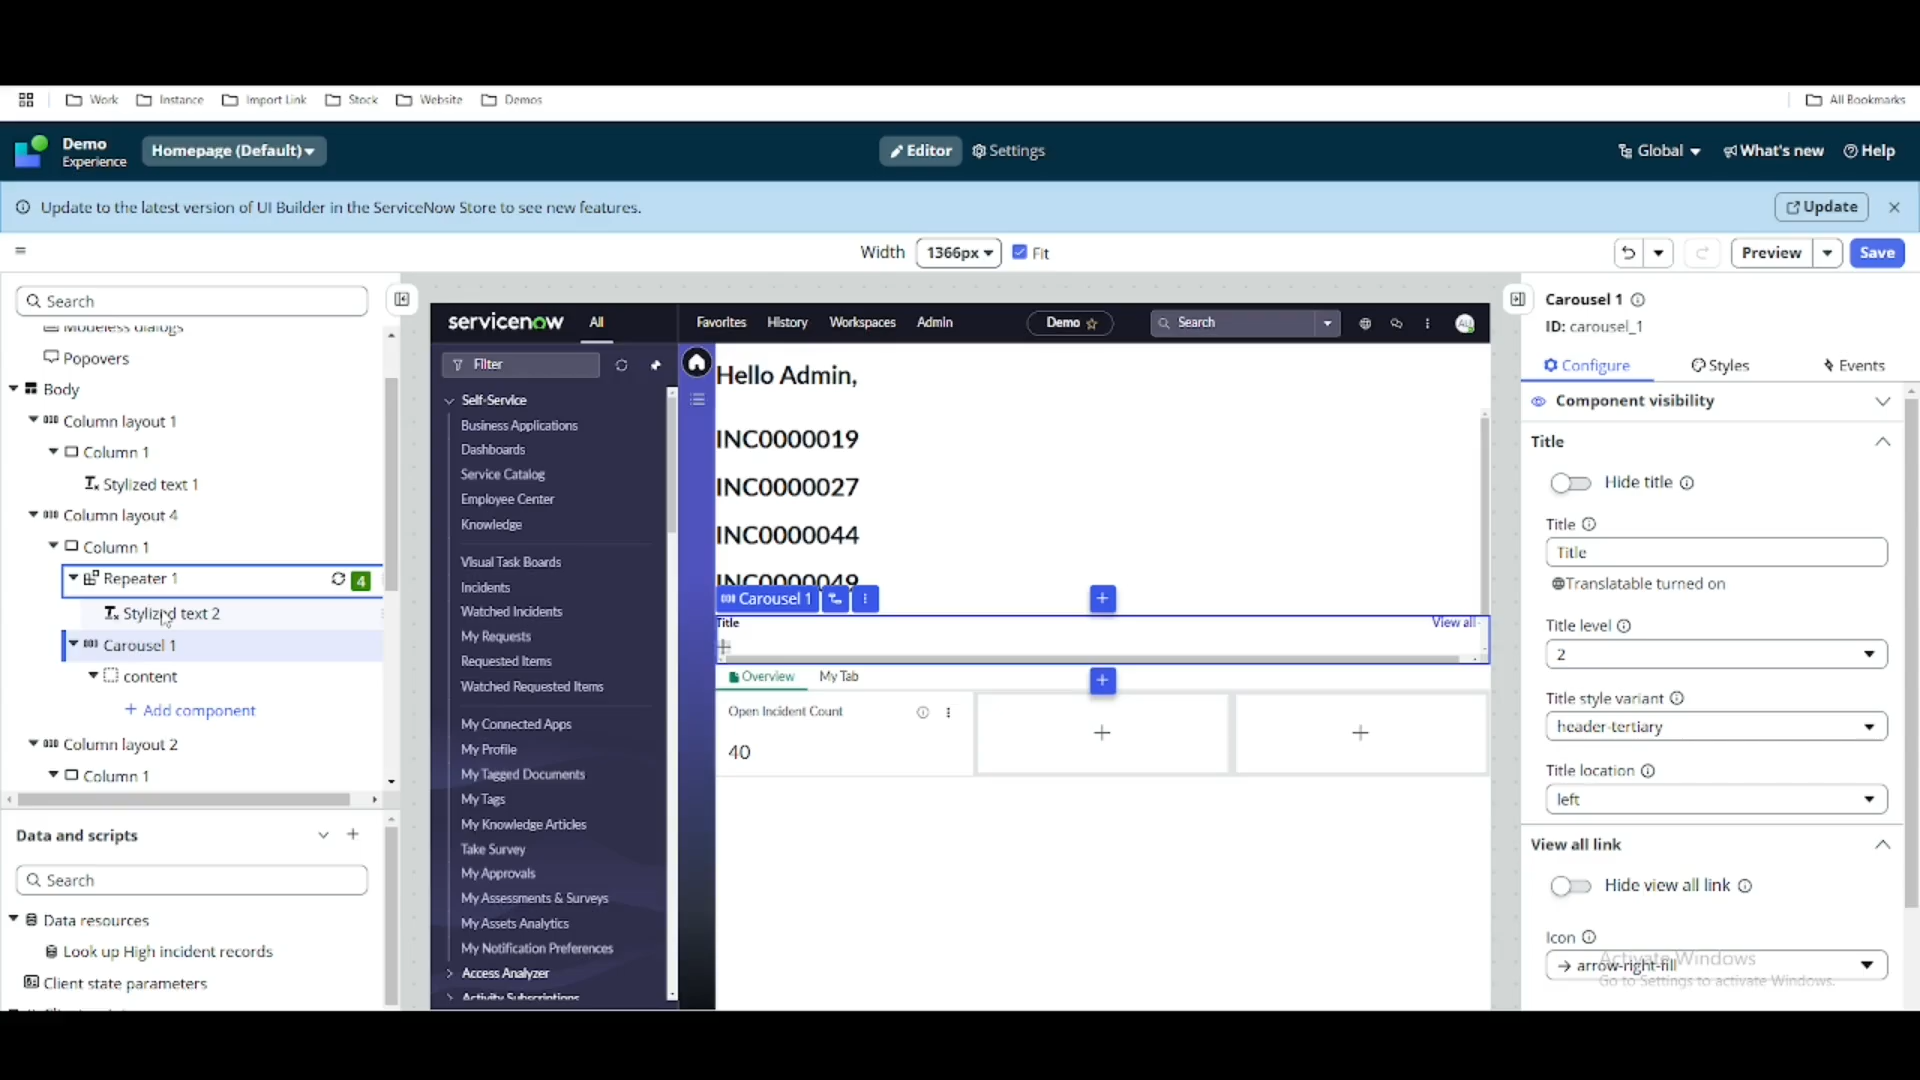 Work Instance Import Link Stock Website Demos All Bookmarks
Demo
Experience
Homepage (Default)
Editor Settings
Global What's new Help
Update to the latest version of UI Builder in the ServiceNow Store to see new features.
Update
Width 1366px Fit
Preview Save
Search
Modeless dialogs
Popovers
Body
Column layout 1
Column 1
Stylized text 1
Column layout 4
Column 1
Repeater 1 4
Stylized text 2
Carousel 1
content
+ Add component
Column layout 2
Column 1
Data and scripts
Search
Data resources
Look up High incident records
Client state parameters
servicenow All Favorites History Workspaces Admin Demo Search AU
Filter
Self-Service
Business Applications
Dashboards
Service Catalog
Employee Center
Knowledge
Visual Task Boards
Incidents
Watched Incidents
My Requests
Requested Items
Watched Requested Items
My Connected Apps
My Profile
My Tagged Documents
My Tags
My Knowledge Articles
Take Survey
My Approvals
My Assessments & Surveys
My Assets Analytics
My Notification Preferences
Access Analyzer
Activity Subscriptions
Hello Admin,
INC0000019
INC0000027
INC0000044
INC0000049
Carousel 1
Title View all
Overview My Tab
Open Incident Count
40
Carousel 1
ID: carousel_1
Configure Styles Events
Component visibility
Title
Hide title
Title
Title
Translatable turned on
Title level
2
Title style variant
header-tertiary
Title location
left
View all link
Hide view all link
Icon
arrow-right-fill
Activate Windows
Go to Settings to activate Windows.